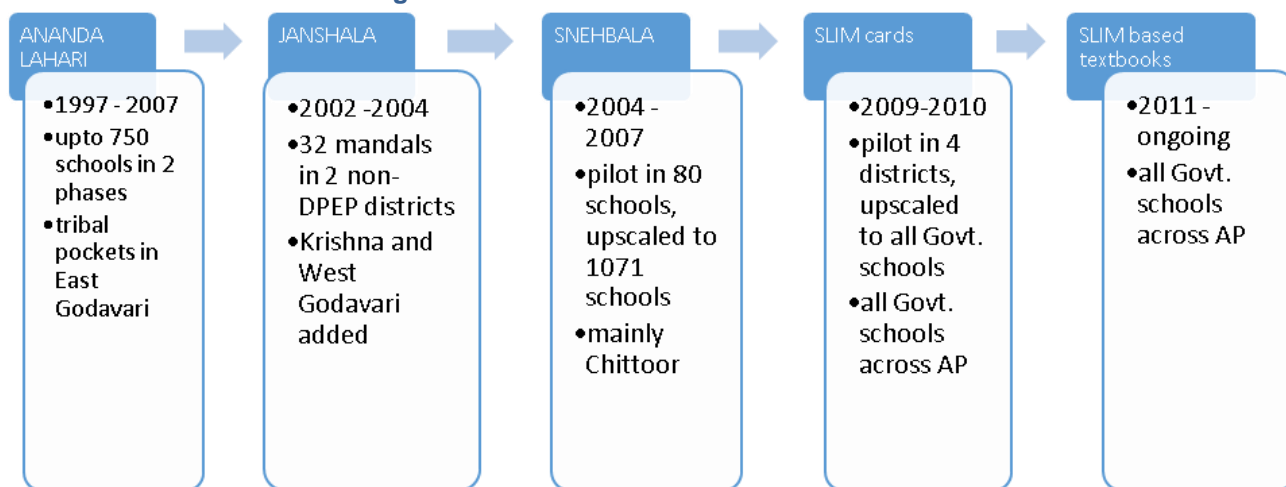 ANANDA
LAHARI
•1997 - 2007
•upto 750
schools in 2
phases
•tribal
pockets in
East
Godavari
JANSHALA
•2002 -2004
•32 mandals
in 2 non-
DPEP districts
•Krishna and
West
Godavari
added
SNEHBALA
•2004 -
2007
•pilot in 80
schools,
upscaled to
1071
schools
•mainly
Chittoor
SLIM cards
•2009-2010
•pilot in 4
districts,
upscaled
to all Govt.
schools
•all Govt.
schools
across AP
SLIM based
textbooks
•2011 -
ongoing
•all Govt.
schools
across AP